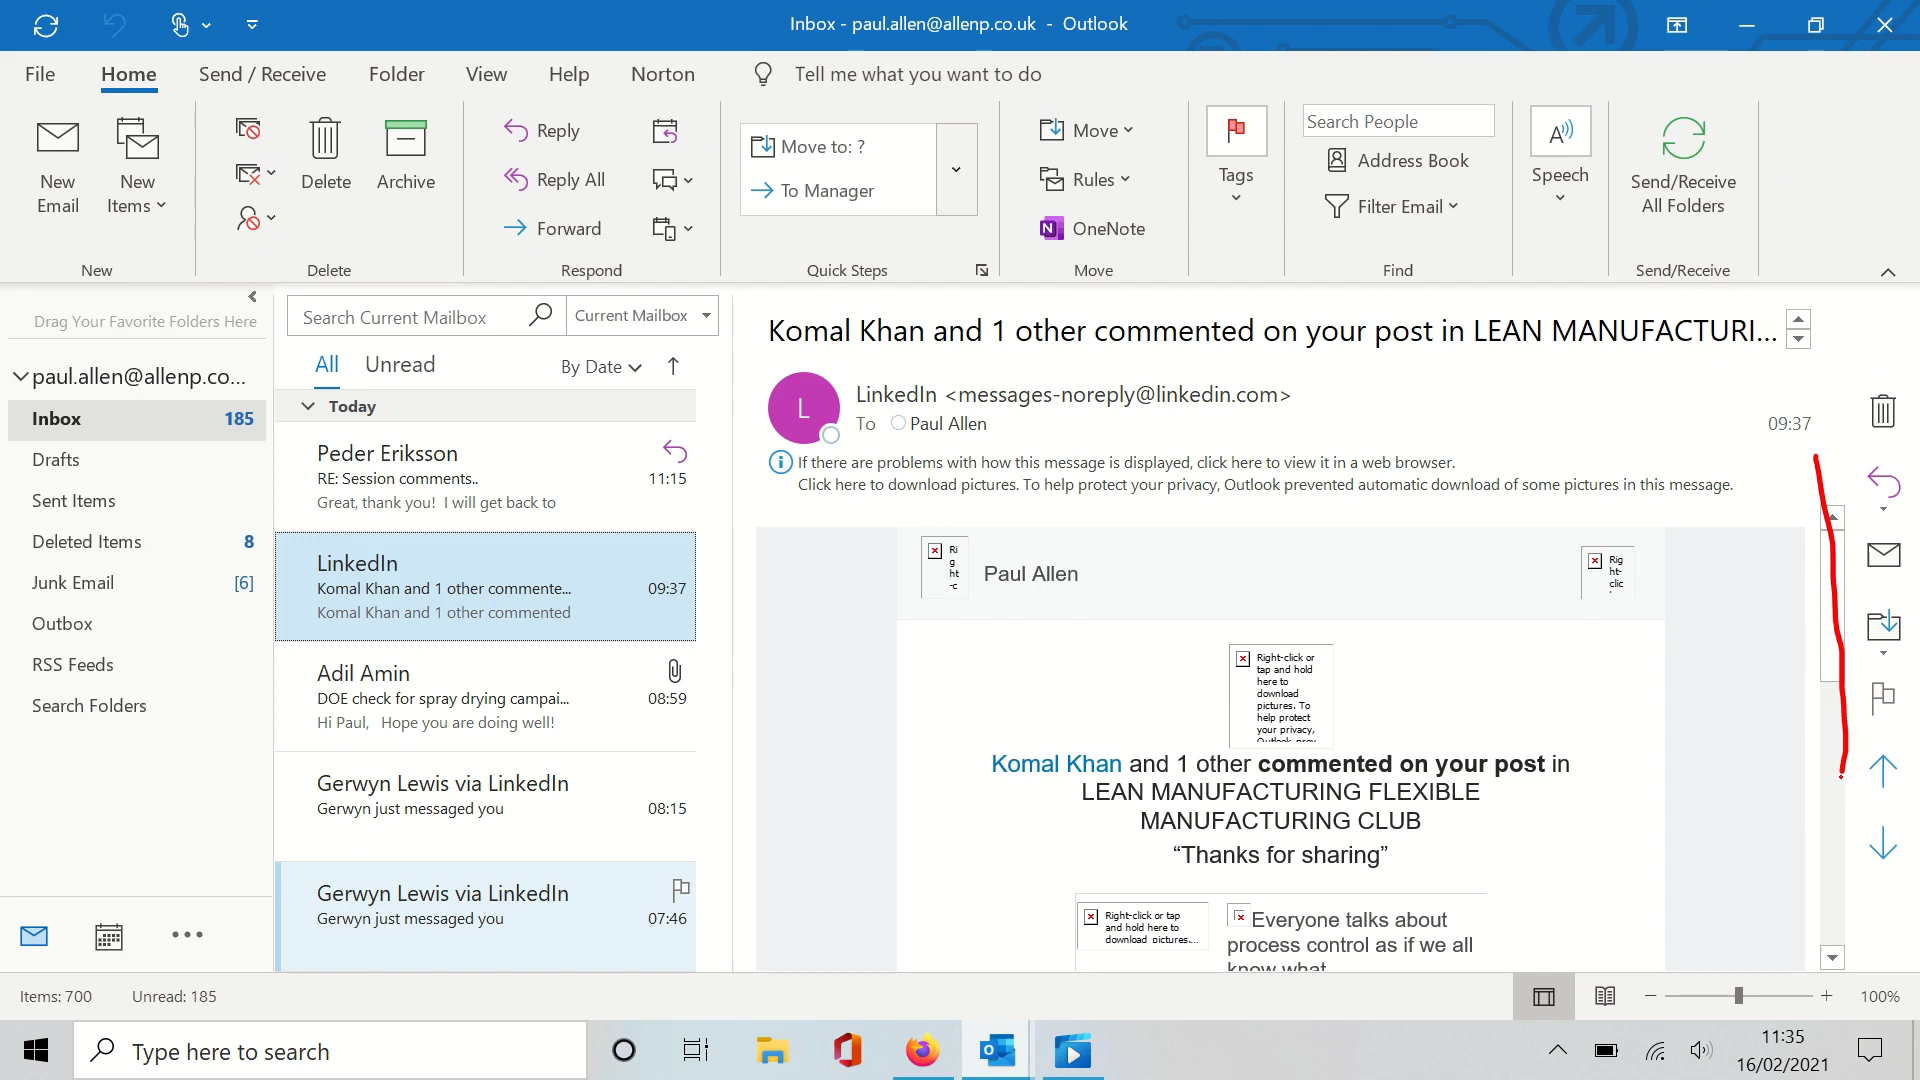 Inbox - paul.allen@allenp.co.uk - Outlook
File Home Send / Receive Folder View Help Norton Tell me what you want to do
New Email
New Items
New
Delete
Archive
Delete
Reply
Reply All
Forward
Respond
Move to: ?
To Manager
Quick Steps
Move
Rules
OneNote
Move
Tags
Search People
Address Book
Filter Email
Find
Speech
Send/Receive
All Folders
Send/Receive
Drag Your Favorite Folders Here
paul.allen@allenp.co...
Inbox 185
Drafts
Sent Items
Deleted Items 8
Junk Email [6]
Outbox
RSS Feeds
Search Folders
Search Current Mailbox Current Mailbox
All Unread By Date
Today
Peder Eriksson
RE: Session comments.. 11:15
Great, thank you! I will get back to
LinkedIn
Komal Khan and 1 other commente... 09:37
Komal Khan and 1 other commented
Adil Amin
DOE check for spray drying campai... 08:59
Hi Paul, Hope you are doing well!
Gerwyn Lewis via LinkedIn
Gerwyn just messaged you 08:15
Gerwyn Lewis via LinkedIn
Gerwyn just messaged you 07:46
Komal Khan and 1 other commented on your post in LEAN MANUFACTURI...
L
LinkedIn <messages-noreply@linkedin.com>
To Paul Allen 09:37
If there are problems with how this message is displayed, click here to view it in a web browser.
Click here to download pictures. To help protect your privacy, Outlook prevented automatic download of some pictures in this message.
Ri
g
ht
-c
Paul Allen
Rig
ht-
clic
Right-click or
tap and hold
here to
download
pictures. To
help protect
your privacy,
Komal Khan and 1 other commented on your post in
LEAN MANUFACTURING FLEXIBLE
MANUFACTURING CLUB
“Thanks for sharing”
Right-click or tap
and hold here to
download pictures...
Everyone talks about
process control as if we all
know what
Items: 700 Unread: 185
100%
Type here to search
11:35
16/02/2021